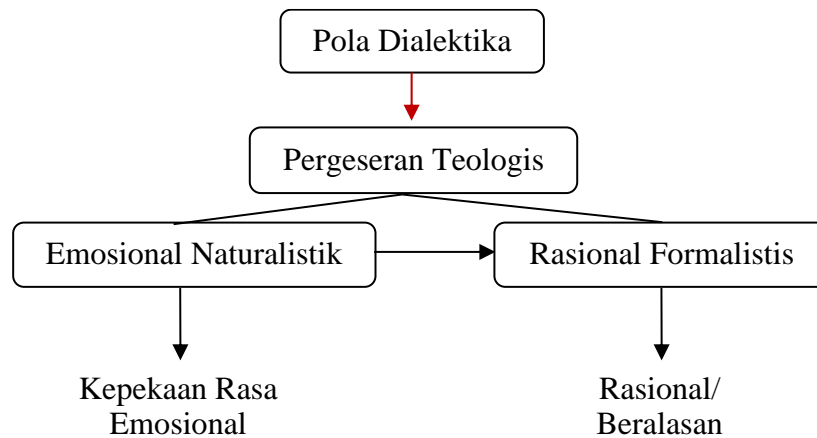 Pola Dialektika
Pergeseran Teologis
Emosional Naturalistik
Rasional Formalistis
Kepekaan Rasa
Emosional
Rasional/
Beralasan